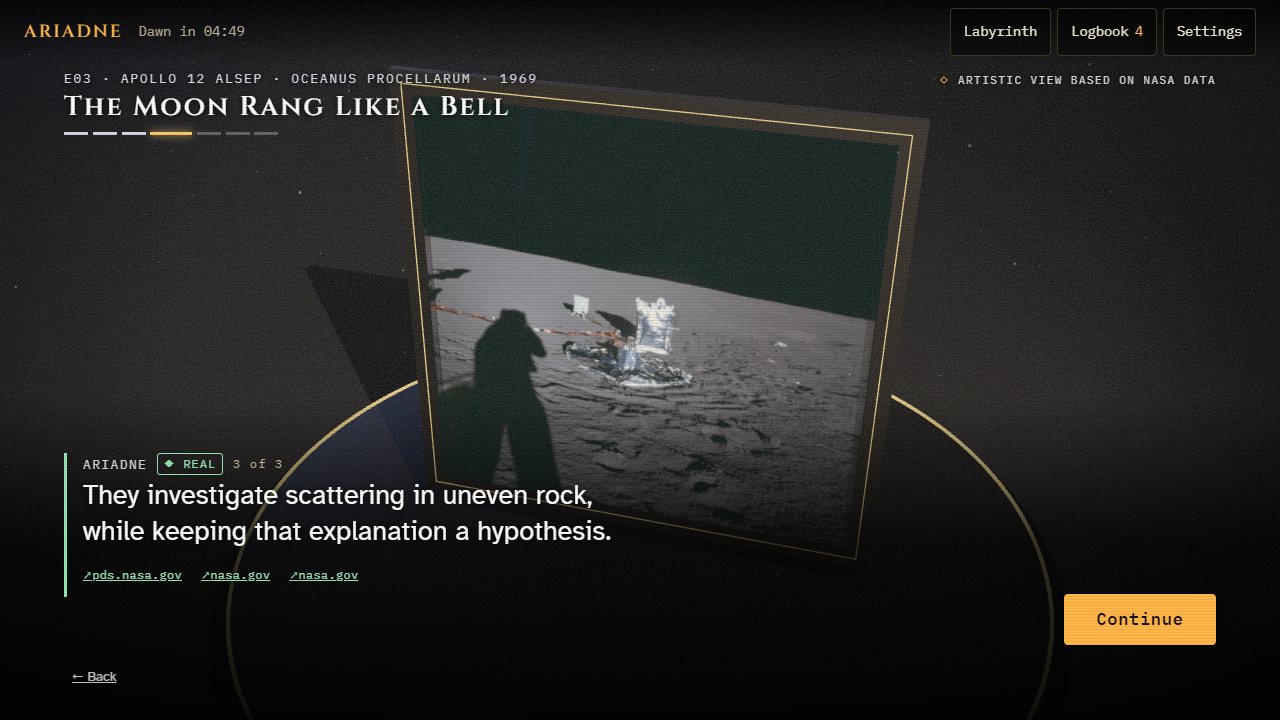 ARIADNE Dawn in 04:49
Labyrinth Logbook 4 Settings
E03 · APOLLO 12 ALSEP · OCEANUS PROCELLARUM · 1969
◇ ARTISTIC VIEW BASED ON NASA DATA
THE MOON RANG LIKE A BELL
ARIADNE ◆ REAL 3 of 3
They investigate scattering in uneven rock,
while keeping that explanation a hypothesis.
↗pds.nasa.gov ↗nasa.gov ↗nasa.gov
Continue
← Back